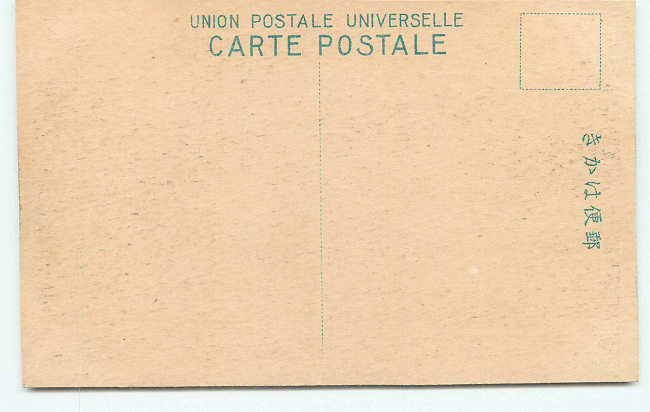 UNION POSTALE UNIVERSELLE
CARTE POSTALE
きかは便郵